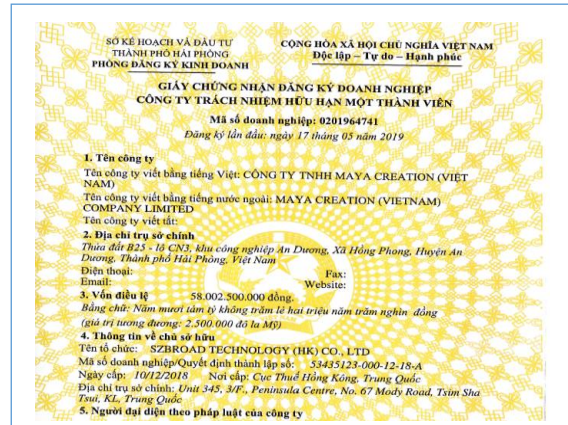 SỞ KẾ HOẠCH VÀ ĐẦU TƯ
THÀNH PHỐ HẢI PHÒNG
PHÒNG ĐĂNG KÝ KINH DOANH
CỘNG HÒA XÃ HỘI CHỦ NGHĨA VIỆT NAM
Độc lập – Tự do – Hạnh phúc
GIẤY CHỨNG NHẬN ĐĂNG KÝ DOANH NGHIỆP
CÔNG TY TRÁCH NHIỆM HỮU HẠN MỘT THÀNH VIÊN
Mã số doanh nghiệp: 0201964741
Đăng ký lần đầu: ngày 17 tháng 05 năm 2019
1. Tên công ty
Tên công ty viết bằng tiếng Việt: CÔNG TY TNHH MAYA CREATION (VIỆT
NAM)
Tên công ty viết bằng tiếng nước ngoài: MAYA CREATION (VIETNAM)
COMPANY LIMITED
Tên công ty viết tắt:
2. Địa chỉ trụ sở chính
Thửa đất B25 - lô CN3, khu công nghiệp An Dương, Xã Hồng Phong, Huyện An
Dương, Thành phố Hải Phòng, Việt Nam
Điện thoại: Fax:
Email: Website:
3. Vốn điều lệ 58.002.500.000 đồng.
Bằng chữ: Năm mươi tám tỷ không trăm lẻ hai triệu năm trăm nghìn đồng
(giá trị tương đương: 2.500.000 đô la Mỹ)
4. Thông tin về chủ sở hữu
Tên tổ chức: SZBROAD TECHNOLOGY (HK) CO., LTD
Mã số doanh nghiệp/Quyết định thành lập số: 53435123-000-12-18-A
Ngày cấp: 10/12/2018 Nơi cấp: Cục Thuế Hồng Kông, Trung Quốc
Địa chỉ trụ sở chính: Unit 345, 3/F., Peninsula Centre, No. 67 Mody Road, Tsim Sha
Tsui, KL, Trung Quốc
5. Người đại diện theo pháp luật của công ty